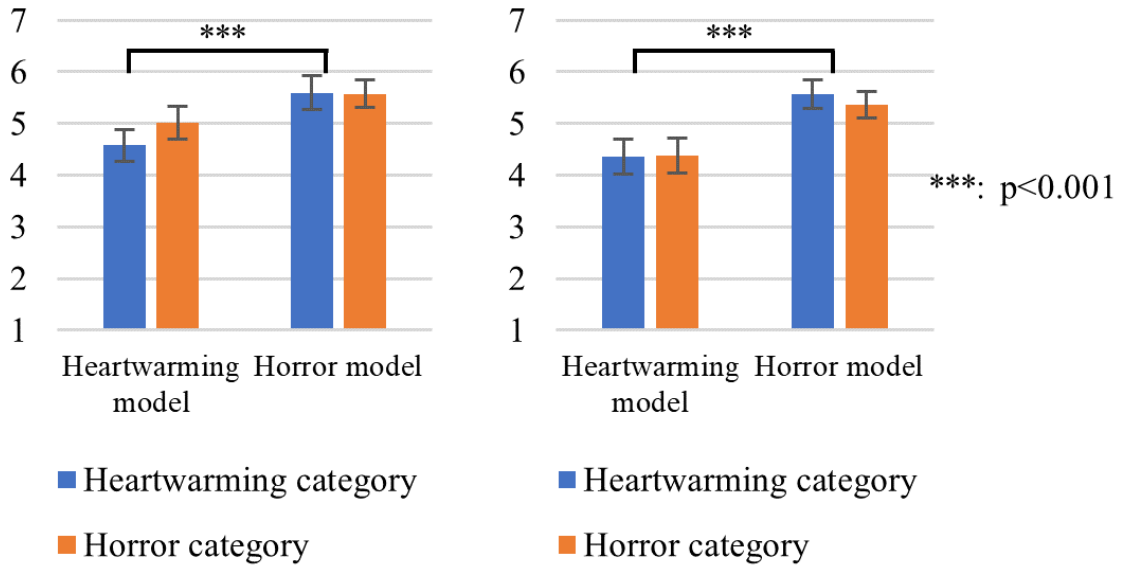 7
6
5
4
3
2
1
***
Heartwarming model
Horror model
Heartwarming category
Horror category
7
6
5
4
3
2
1
***
Heartwarming model
Horror model
Heartwarming category
Horror category
***: p<0.001